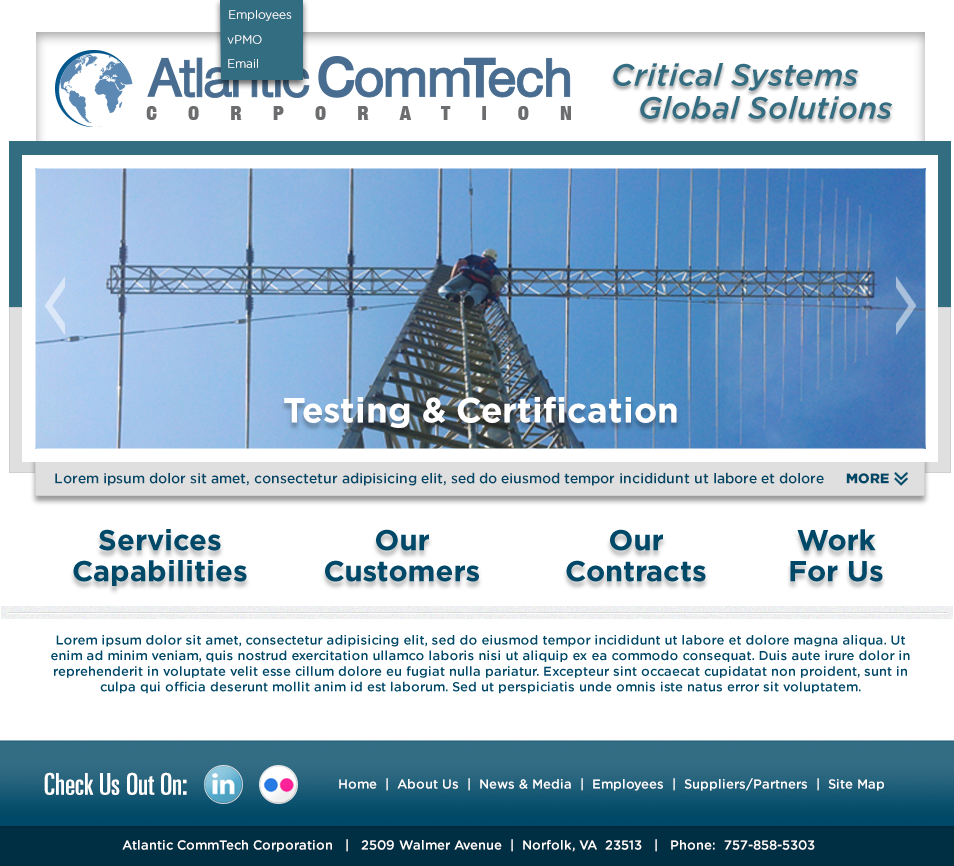 Employees
vPMO
Email
Atlantic CommTech
CORPORATION
Critical Systems
Global Solutions
Testing & Certification
Lorem ipsum dolor sit amet, consectetur adipisicing elit, sed do eiusmod tempor incididunt ut labore et dolore MORE
Services
Capabilities
Our
Customers
Our
Contracts
Work
For Us
Lorem ipsum dolor sit amet, consectetur adipisicing elit, sed do eiusmod tempor incididunt ut labore et dolore magna aliqua. Ut
enim ad minim veniam, quis nostrud exercitation ullamco laboris nisi ut aliquip ex ea commodo consequat. Duis aute irure dolor in
reprehenderit in voluptate velit esse cillum dolore eu fugiat nulla pariatur. Excepteur sint occaecat cupidatat non proident, sunt in
culpa qui officia deserunt mollit anim id est laborum. Sed ut perspiciatis unde omnis iste natus error sit voluptatem.
Check Us Out On: in
Home | About Us | News & Media | Employees | Suppliers/Partners | Site Map
Atlantic CommTech Corporation | 2509 Walmer Avenue | Norfolk, VA 23513 | Phone: 757-858-5303